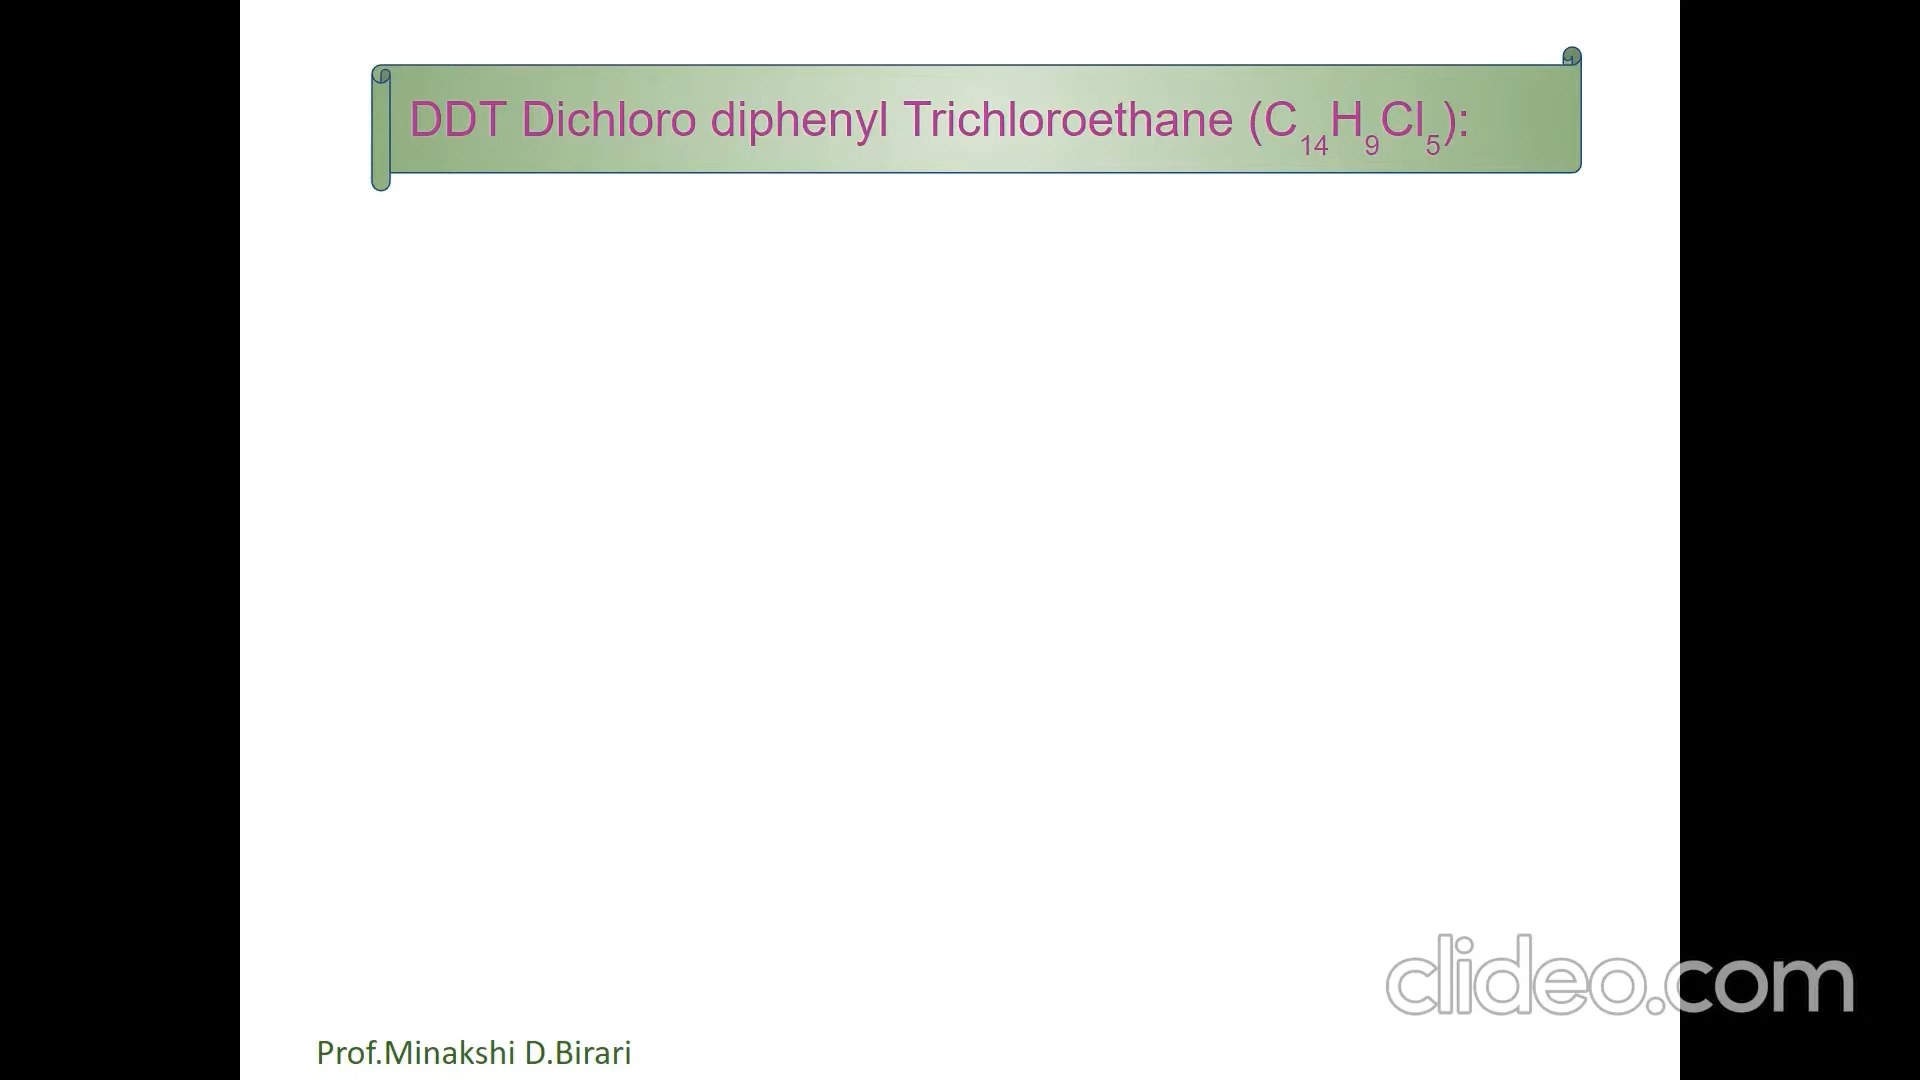 DDT Dichloro diphenyl Trichloroethane (C₁₄H₉Cl₅):
clideo.com
Prof.Minakshi D.Birari